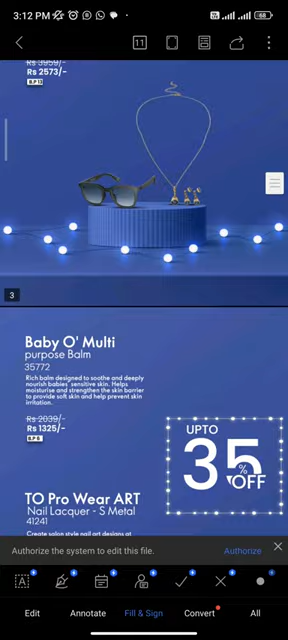 3:12 PM
68
11
Rs 3959/-
Rs 2573/-
B.P 13
3
Baby O' Multi
purpose Balm
35772
Rich balm designed to soothe and deeply
nourish babies' sensitive skin. Helps
moisturise and strengthen the skin barrier
to provide soft skin and help prevent skin
irritation.
Rs 2039/-
Rs 1325/-
B.P 6
UPTO
35%
OFF
TO Pro Wear ART
Nail Lacquer - S Metal
41241
Create salon style nail art designs at
Authorize the system to edit this file.
Authorize
Edit
Annotate
Fill & Sign
Convert
All